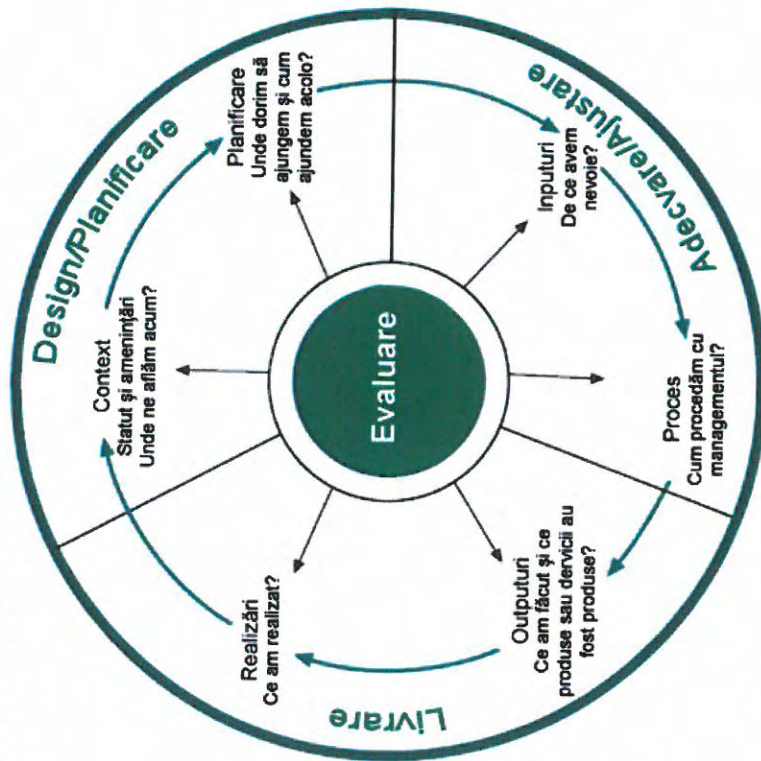 Design/Planificare
Context
Statut și amenințări
Unde ne aflăm acum?
Planificare
Unde dorim să
ajungem și cum
ajundem acolo?
Adecvare/Ajustare
Inputuri
De ce avem
nevoie?
Proces
Cum procedăm cu
managementul?
Livrare
Outputuri
Ce am făcut și ce
produse sau dervicii au
fost produse?
Realizări
Ce am realizat?
Evaluare